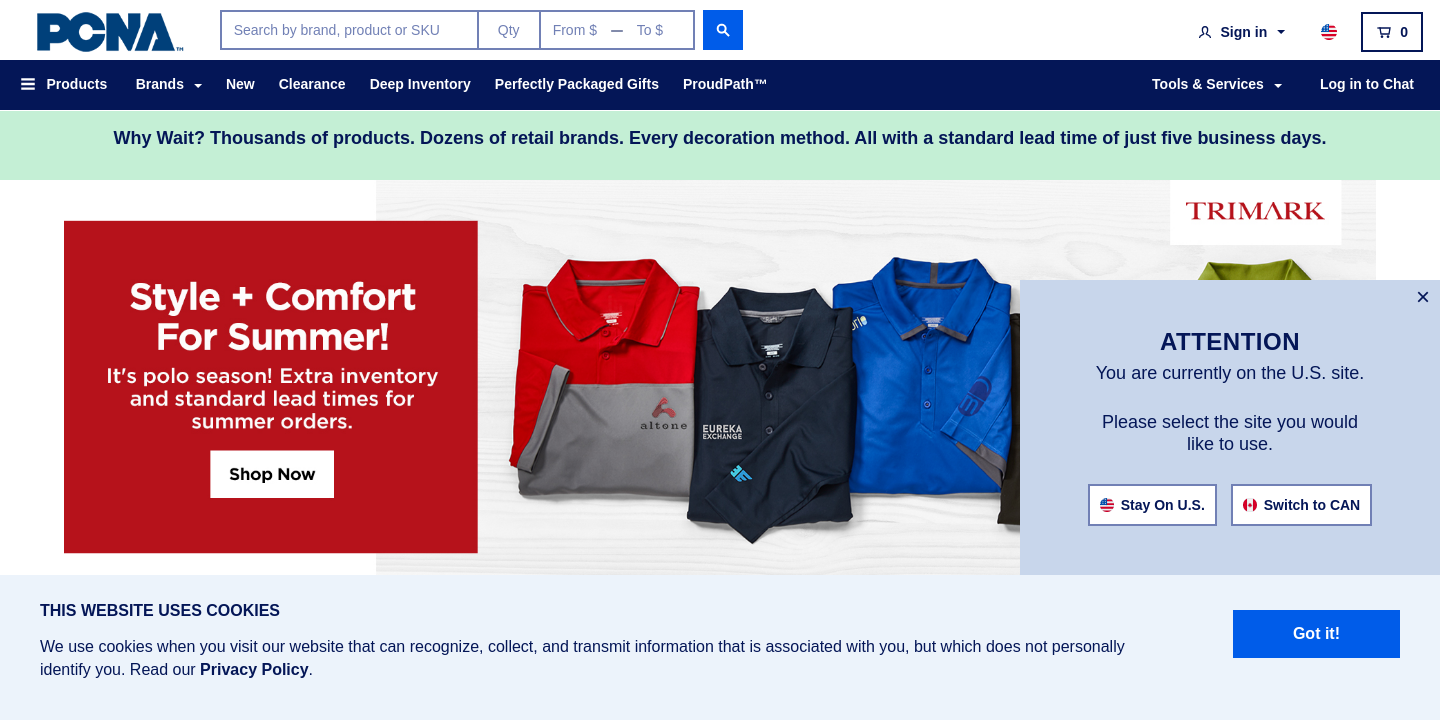 PCNA™
Search by brand, product or SKU
Qty
From $ — To $
Sign in
0
Products
Brands
New
Clearance
Deep Inventory
Perfectly Packaged Gifts
ProudPath™
Tools & Services
Log in to Chat
Why Wait? Thousands of products. Dozens of retail brands. Every decoration method. All with a standard lead time of just five business days.
TRIMARK
Style + Comfort
For Summer!
It's polo season! Extra inventory
and standard lead times for
summer orders.
Shop Now
altone
EUREKA
EXCHANGE
×
ATTENTION
You are currently on the U.S. site.
Please select the site you would
like to use.
Stay On U.S.
Switch to CAN
THIS WEBSITE USES COOKIES
We use cookies when you visit our website that can recognize, collect, and transmit information that is associated with you, but which does not personally
identify you. Read our Privacy Policy.
Got it!